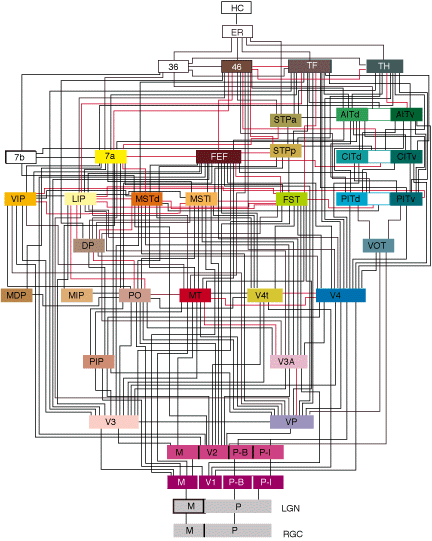 HC
ER
36 46 TF TH
STPa AITd AITv
7b 7a FEF STPp CITd CITv
VIP LIP MSTd MSTl FST PITd PITv
DP VOT
MDP MIP PO MT V4t V4
PIP V3A
V3 VP
M V2 P-B P-I
M V1 P-B P-I
M P LGN
M P RGC